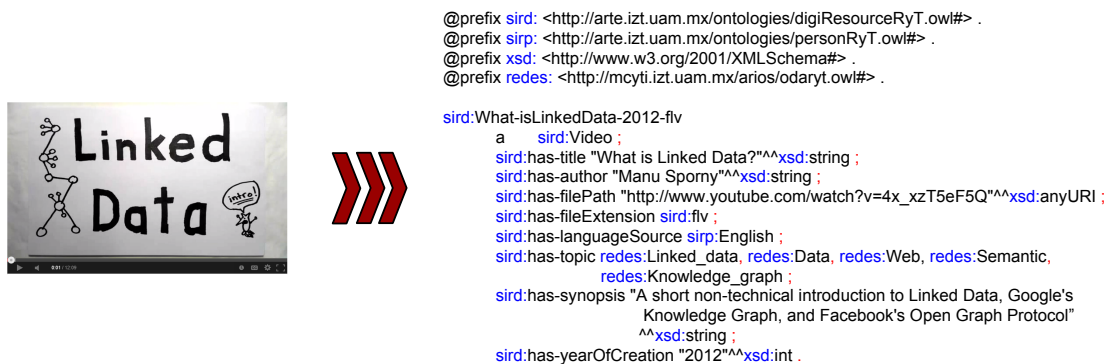 @prefix sird: <http://arte.izt.uam.mx/ontologies/digiResourceRyT.owl#> .
@prefix sirp: <http://arte.izt.uam.mx/ontologies/personRyT.owl#> .
@prefix xsd: <http://www.w3.org/2001/XMLSchema#> .
@prefix redes: <http://mcyti.izt.uam.mx/arios/odaryt.owl#> .
Linked
Data
intro!
0:01 / 12:09
sird:What-isLinkedData-2012-flv
a sird:Video ;
sird:has-title "What is Linked Data?"^^xsd:string ;
sird:has-author "Manu Sporny"^^xsd:string ;
sird:has-filePath "http://www.youtube.com/watch?v=4x_xzT5eF5Q"^^xsd:anyURI ;
sird:has-fileExtension sird:flv ;
sird:has-languageSource sirp:English ;
sird:has-topic redes:Linked_data, redes:Data, redes:Web, redes:Semantic,
redes:Knowledge_graph ;
sird:has-synopsis "A short non-technical introduction to Linked Data, Google's
Knowledge Graph, and Facebook's Open Graph Protocol”
^^xsd:string ;
sird:has-yearOfCreation "2012"^^xsd:int .